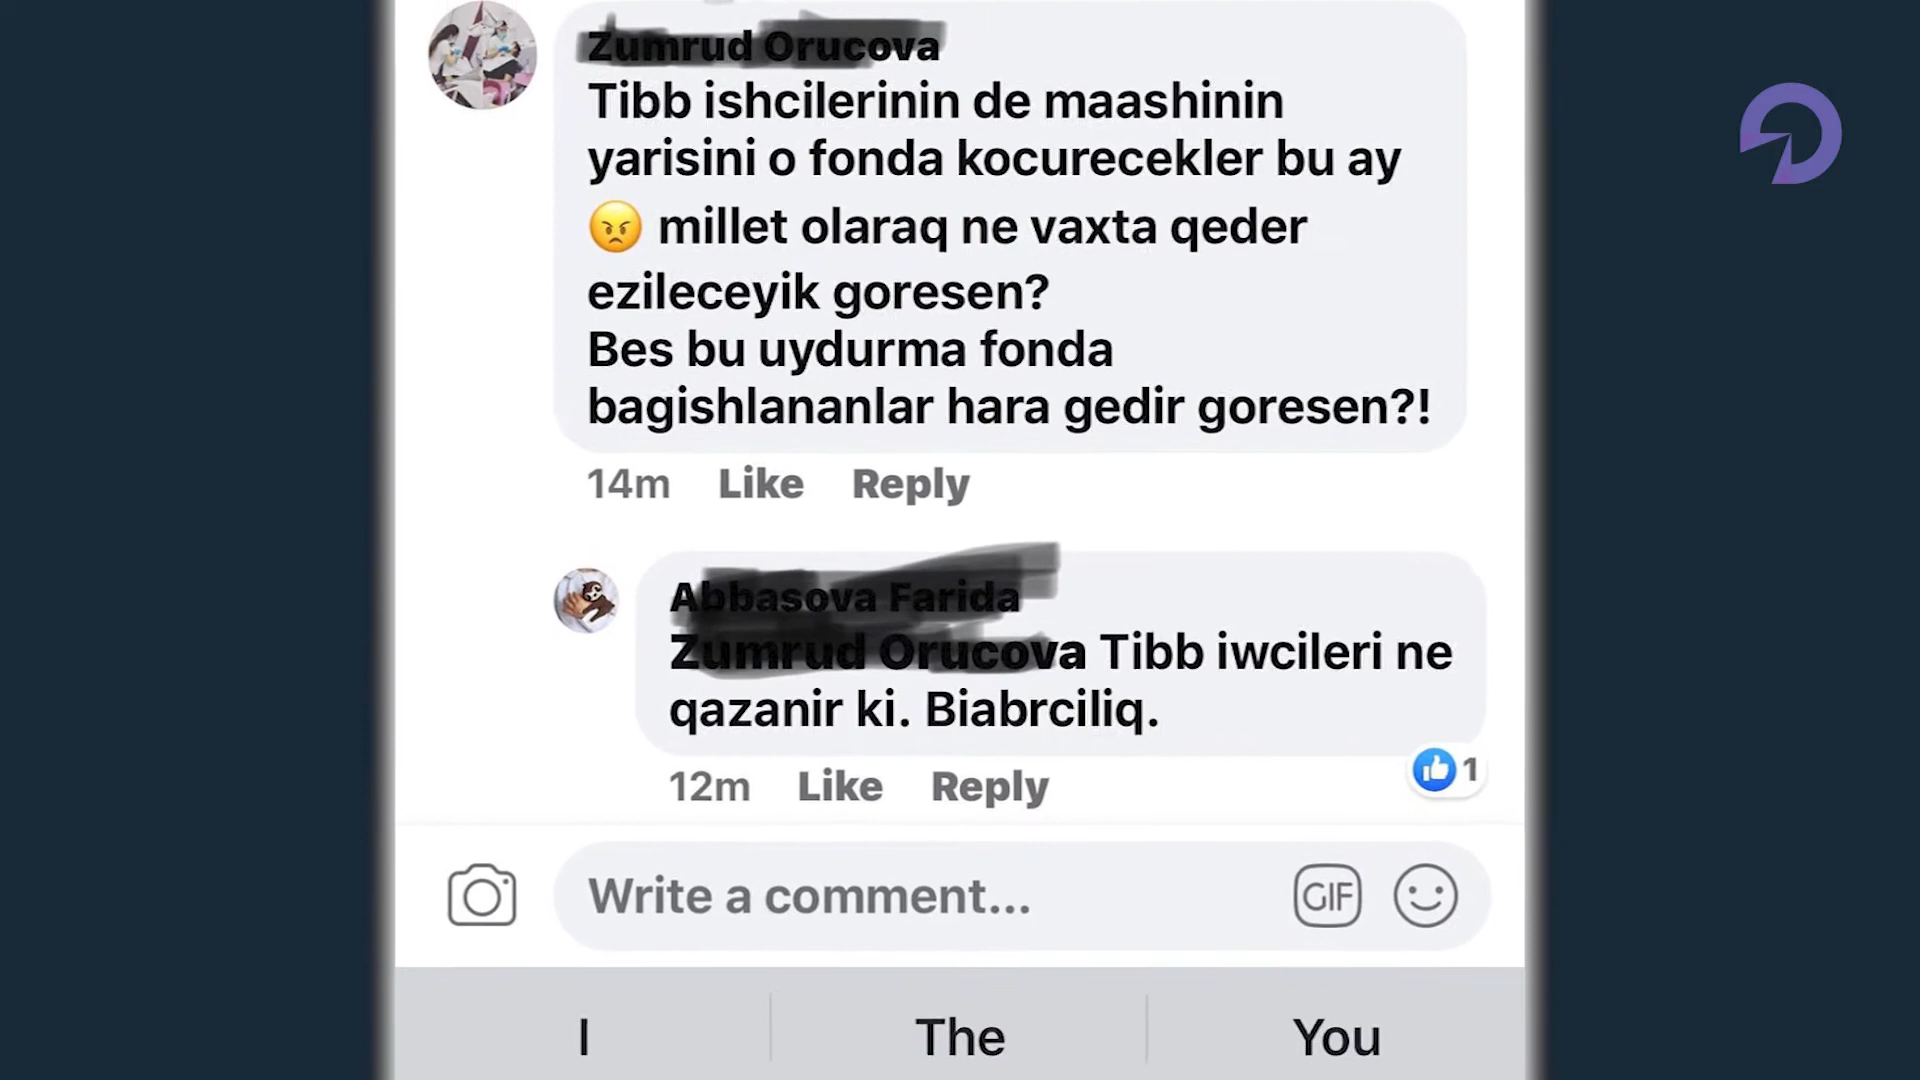 Zumrud Orucova
Tibb ishcilerinin de maashinin
yarisini o fonda kocurecekler bu ay
😠 millet olaraq ne vaxta qeder
ezileceyik goresen?
Bes bu uydurma fonda
bagishlananlar hara gedir goresen?!
14m Like Reply
Abbasova Farida
Zumrud Orucova Tibb iwcileri ne
qazanir ki. Biabrciliq.
12m Like Reply 1
Write a comment... GIF
I The You